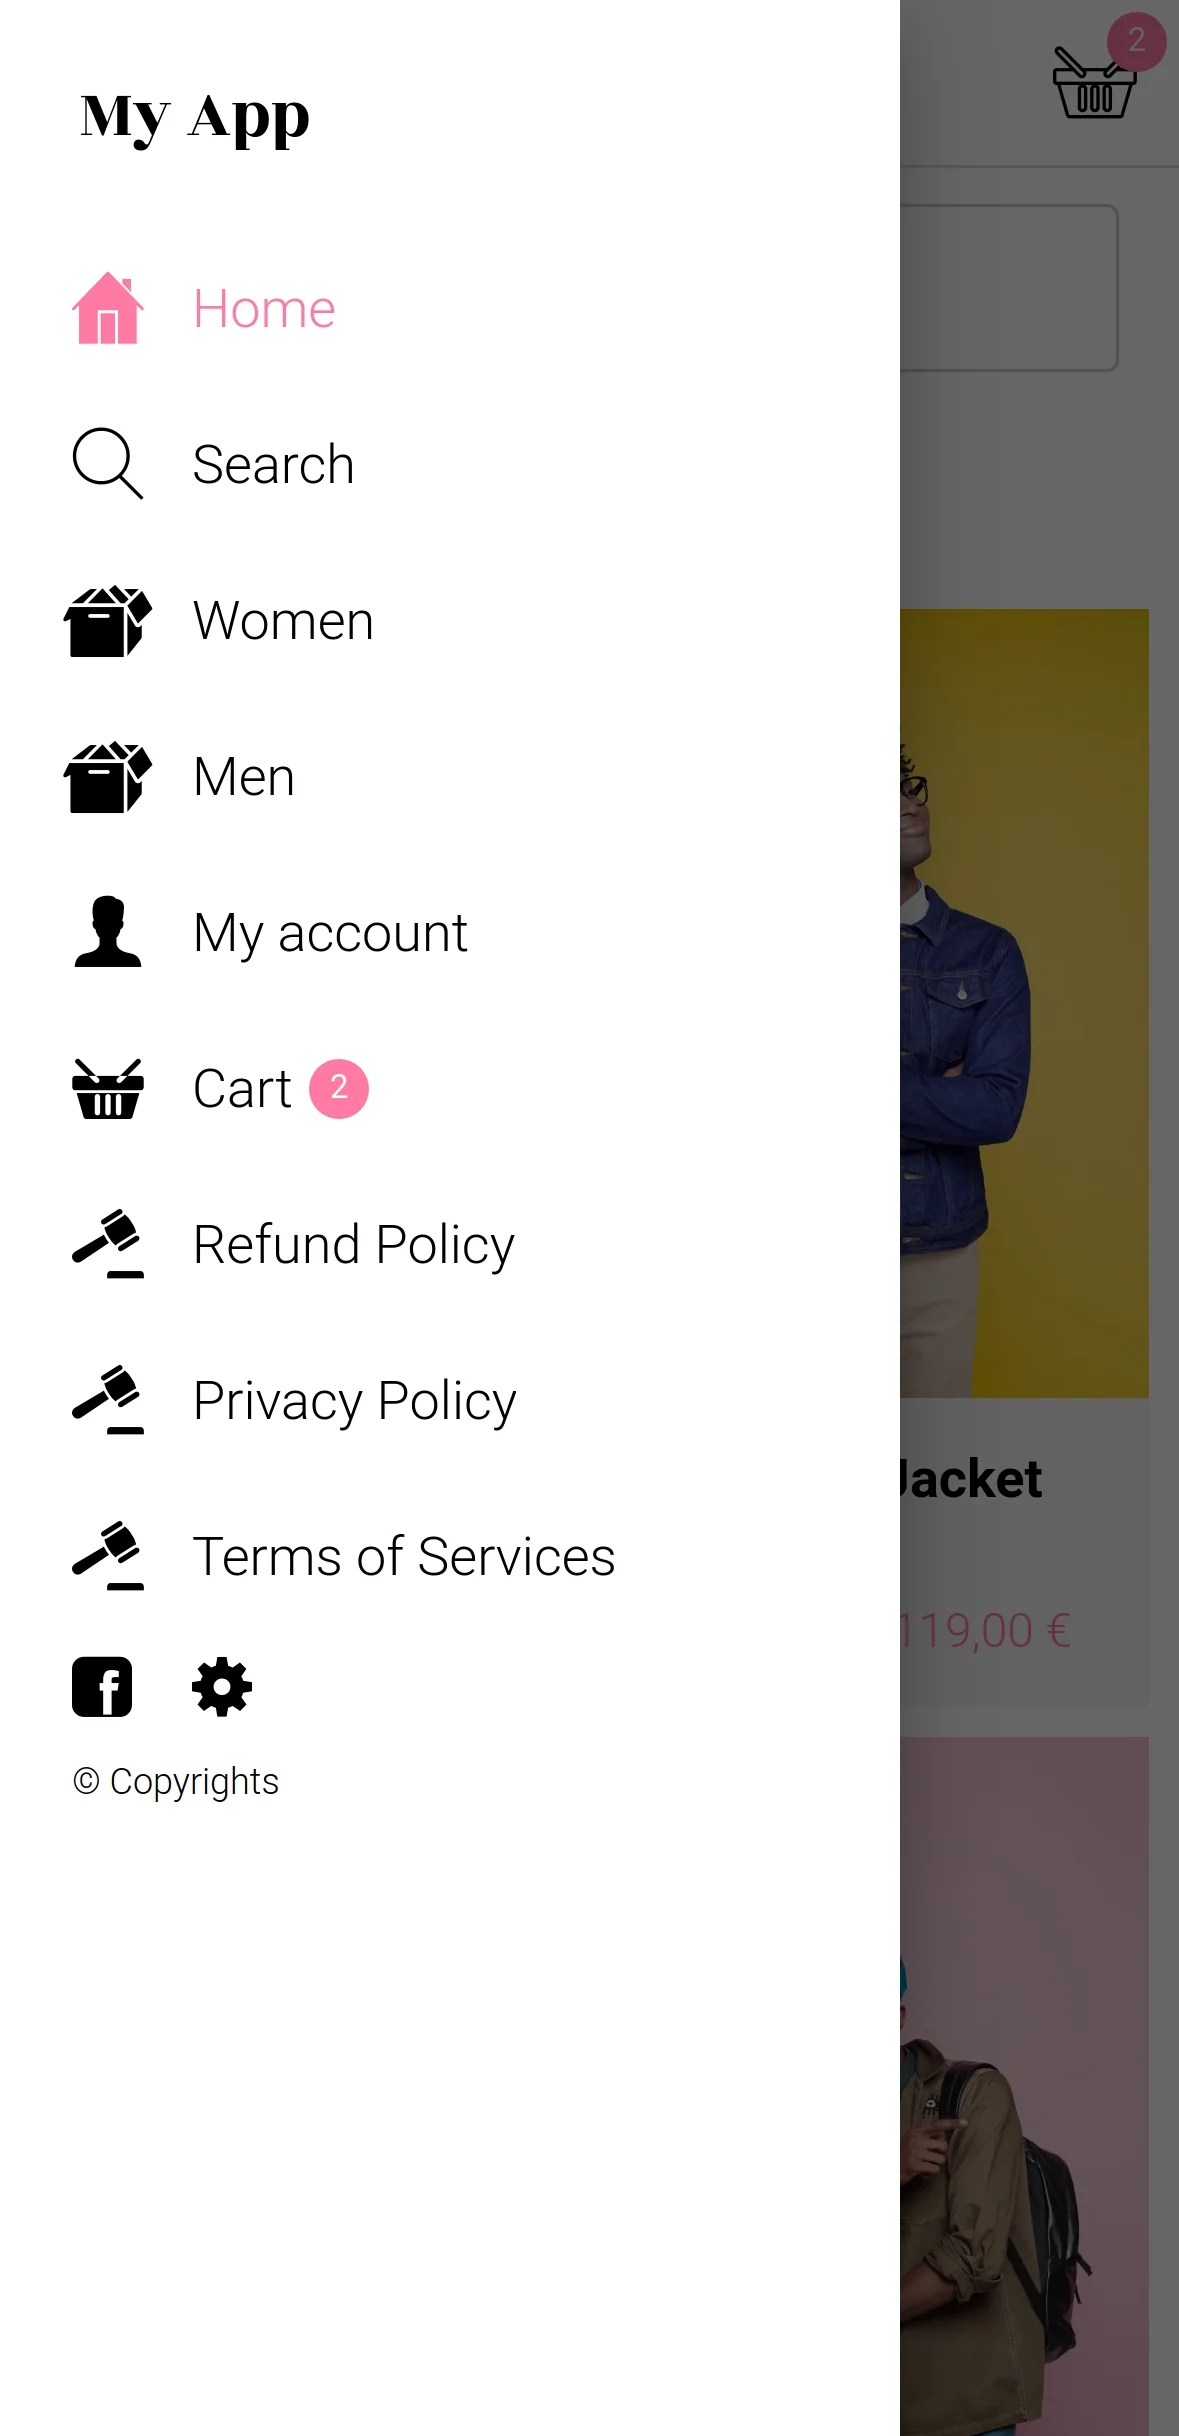 My App
2
Home
Search
Women
Men
My account
Cart 2
Refund Policy
Privacy Policy
Terms of Services
© Copyrights
Jacket
119,00 €